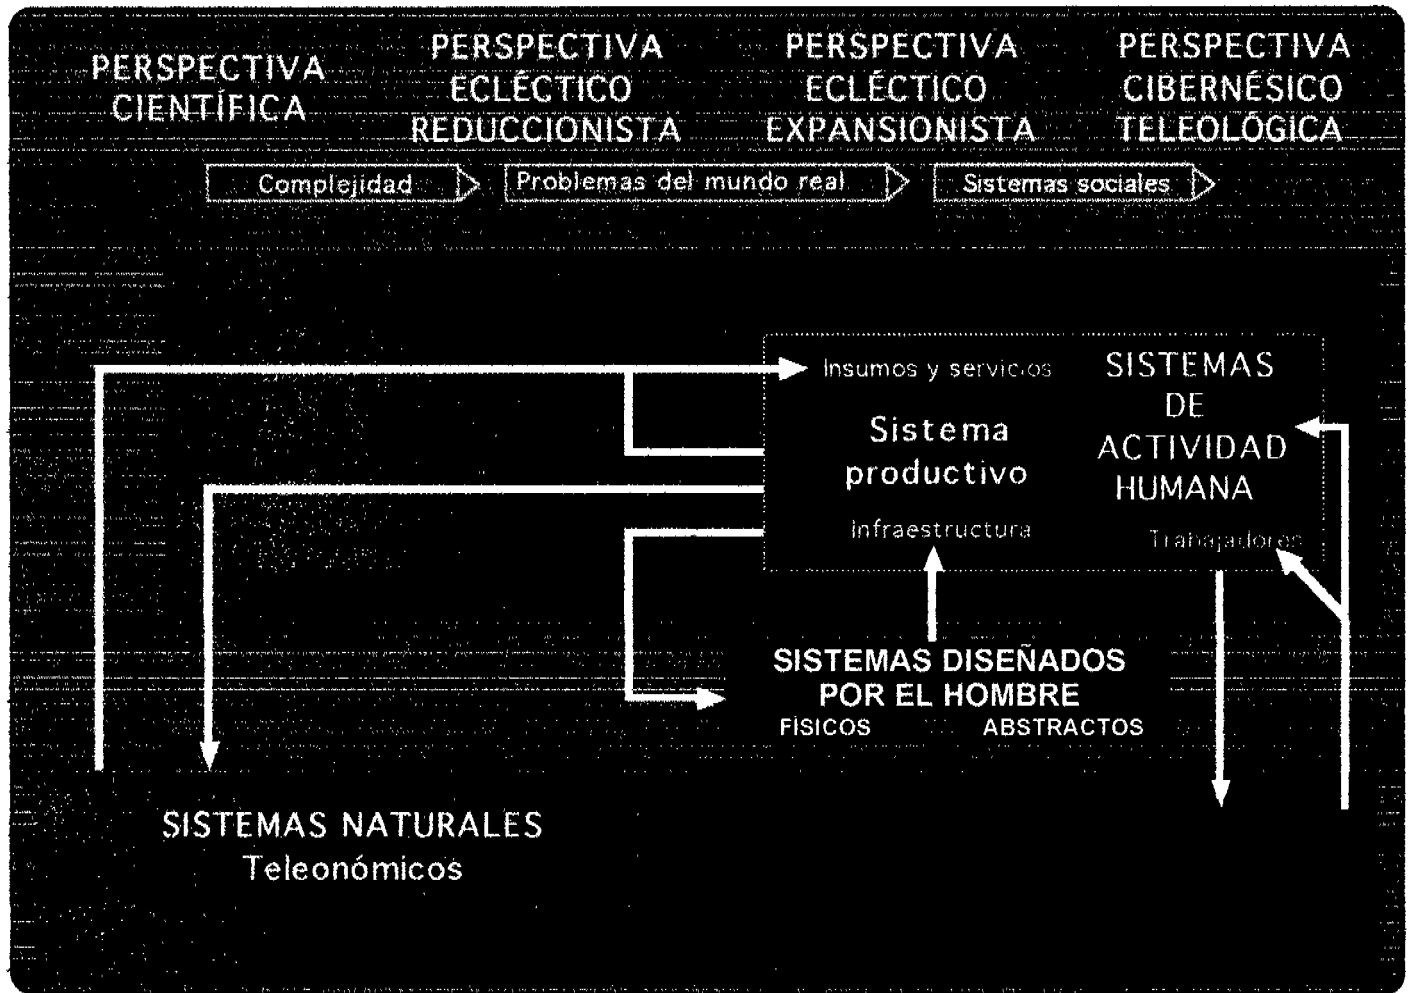 PERSPECTIVA
CIENTÍFICA
PERSPECTIVA
ECLÉCTICO
REDUCCIONISTA
PERSPECTIVA
ECLÉCTICO
EXPANSIONISTA
PERSPECTIVA
CIBERNÉSICO
TELEOLÓGICA
Complejidad
Problemas del mundo real
Sistemas sociales
Insumos y servicios
Sistema
productivo
Infraestructura
SISTEMAS
DE
ACTIVIDAD
HUMANA
Trabajadores
SISTEMAS DISEÑADOS
POR EL HOMBRE
FÍSICOS ABSTRACTOS
SISTEMAS NATURALES
Teleonómicos